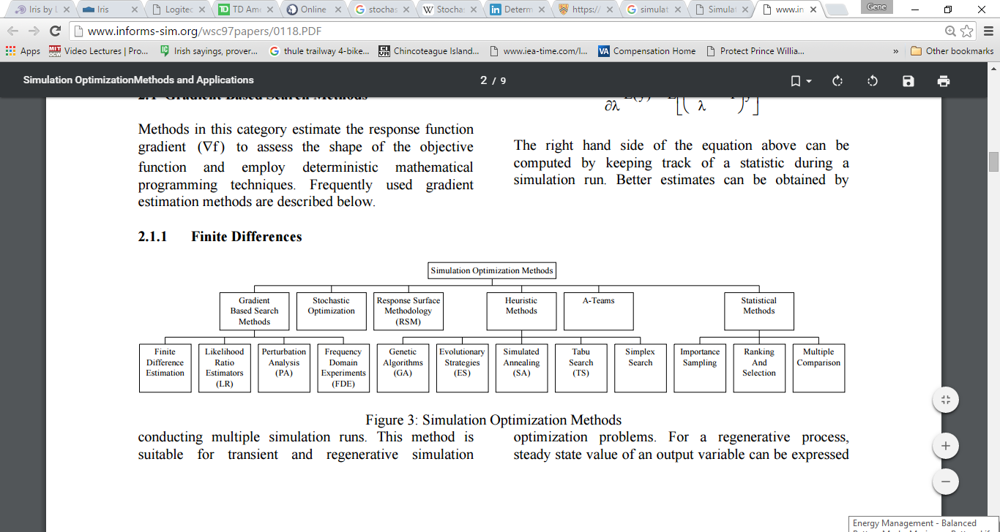 Iris by L
Iris
Logitec
TD Am
Online
stochas
Stochas
Determ
https:/
simulat
Simulat
www.in
Gene
www.informs-sim.org/wsc97papers/0118.PDF
Apps
Video Lectures | Pro...
Irish sayings, prover...
thule trailway 4-bike...
Chincoteague Island...
www.iea-time.com/I...
VA Compensation Home
Protect Prince Willia...
»
Other bookmarks
Simulation OptimizationMethods and Applications
2 / 9
2.1 Gradient Based Search Methods
Methods in this category estimate the response function
gradient (∇f) to assess the shape of the objective
function and employ deterministic mathematical
programming techniques. Frequently used gradient
estimation methods are described below.
∂λ
λ
The right hand side of the equation above can be
computed by keeping track of a statistic during a
simulation run. Better estimates can be obtained by
2.1.1 Finite Differences
Simulation Optimization Methods
Gradient
Based Search
Methods
Stochastic
Optimization
Response Surface
Methodology
(RSM)
Heuristic
Methods
A-Teams
Statistical
Methods
Finite
Difference
Estimation
Likelihood
Ratio
Estimators
(LR)
Perturbation
Analysis
(PA)
Frequency
Domain
Experiments
(FDE)
Genetic
Algorithms
(GA)
Evolutionary
Strategies
(ES)
Simulated
Annealing
(SA)
Tabu
Search
(TS)
Simplex
Search
Importance
Sampling
Ranking
And
Selection
Multiple
Comparison
Figure 3: Simulation Optimization Methods
conducting multiple simulation runs. This method is
suitable for transient and regenerative simulation
optimization problems. For a regenerative process,
steady state value of an output variable can be expressed
Energy Management - Balanced